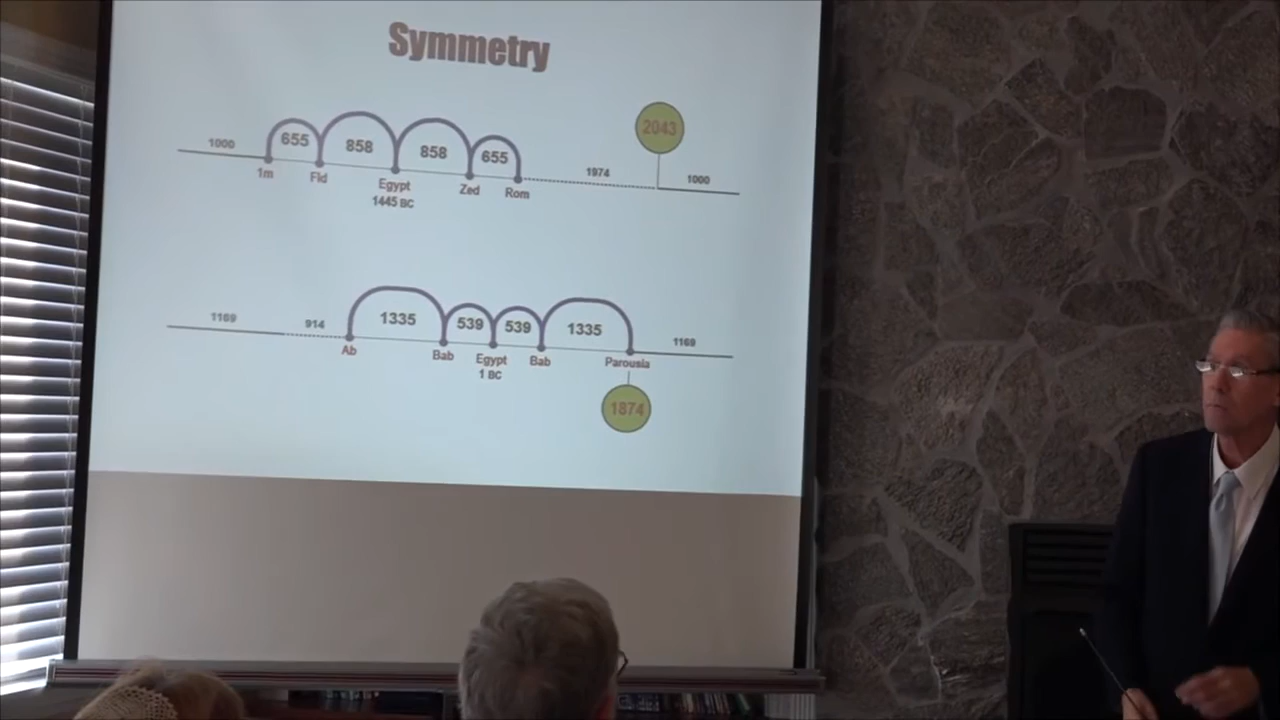 Symmetry
2043
1000 655 858 858 655 1974 1000
1m Fld Egypt Zed Rom
1445 BC
1169 914 1335 539 539 1335 1169
Ab Bab Egypt Bab Parousia
1 BC
1874